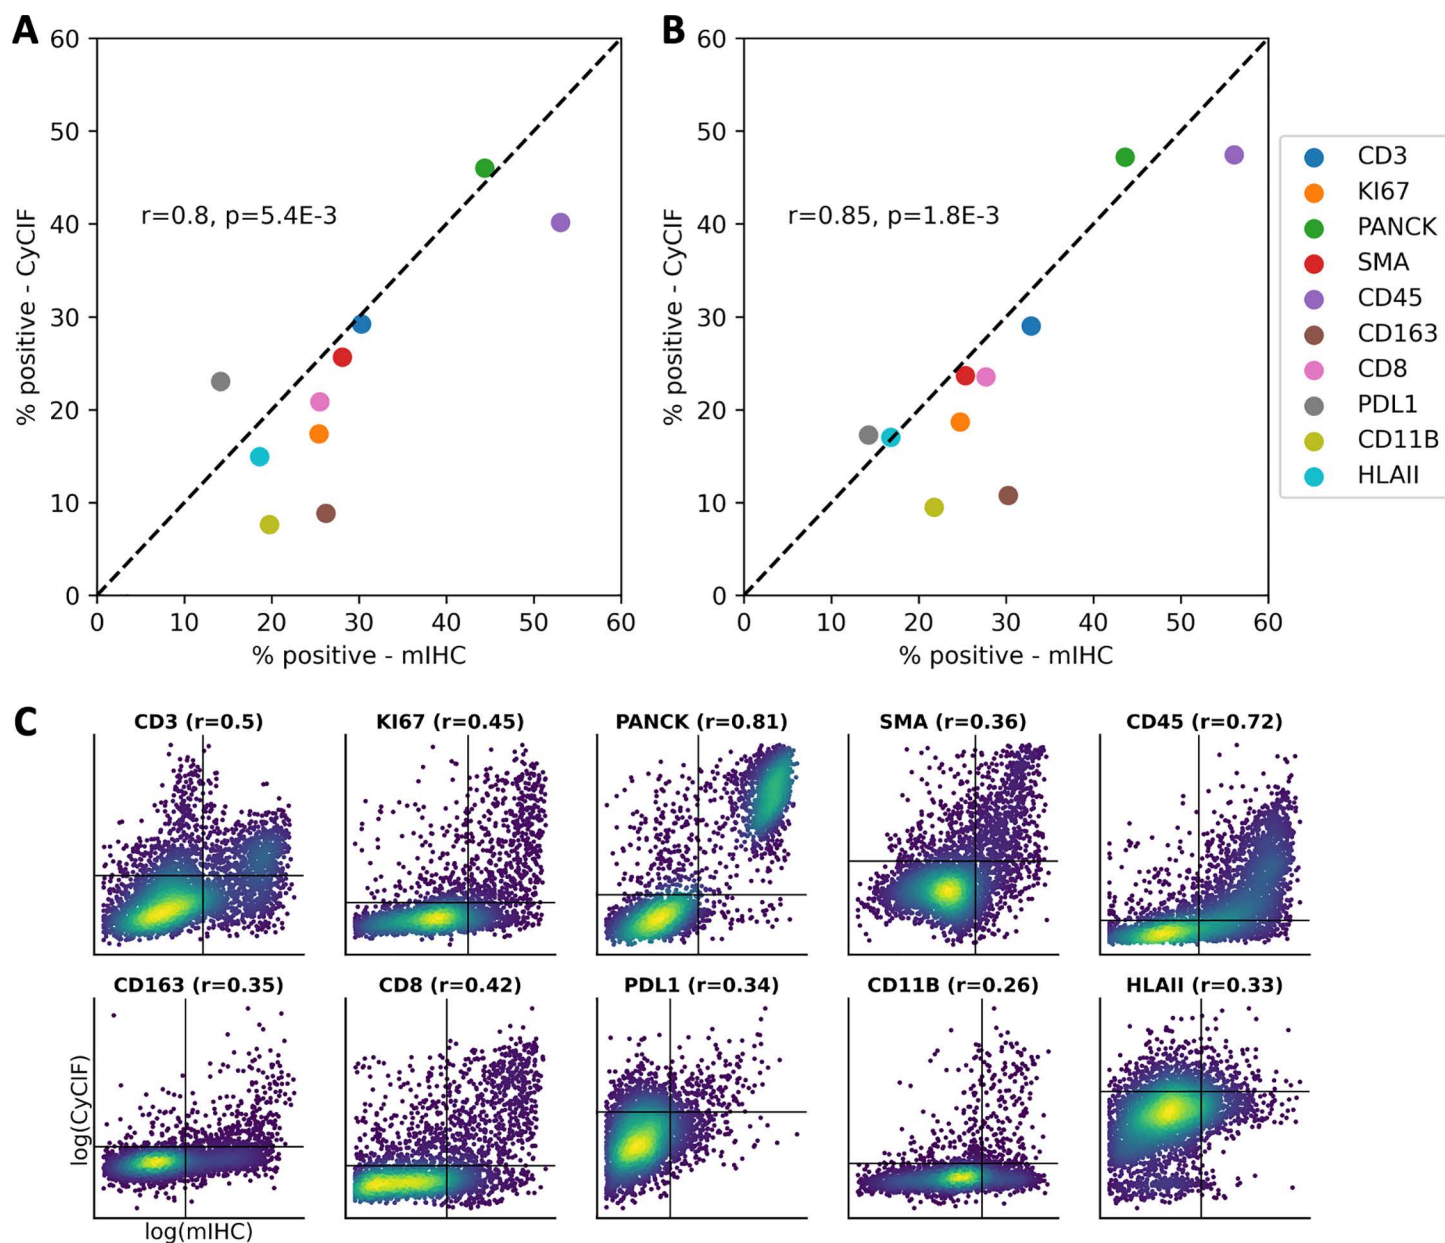 A
60
50
40
30
20
10
0
0 10 20 30 40 50 60
% positive - CyCIF
% positive - mIHC
r=0.8, p=5.4E-3
B
60
50
40
30
20
10
0
0 10 20 30 40 50 60
% positive - CyCIF
% positive - mIHC
r=0.85, p=1.8E-3
CD3
KI67
PANCK
SMA
CD45
CD163
CD8
PDL1
CD11B
HLAII
C
CD3 (r=0.5)
KI67 (r=0.45)
PANCK (r=0.81)
SMA (r=0.36)
CD45 (r=0.72)
CD163 (r=0.35)
CD8 (r=0.42)
PDL1 (r=0.34)
CD11B (r=0.26)
HLAII (r=0.33)
log(CyCIF)
log(mIHC)